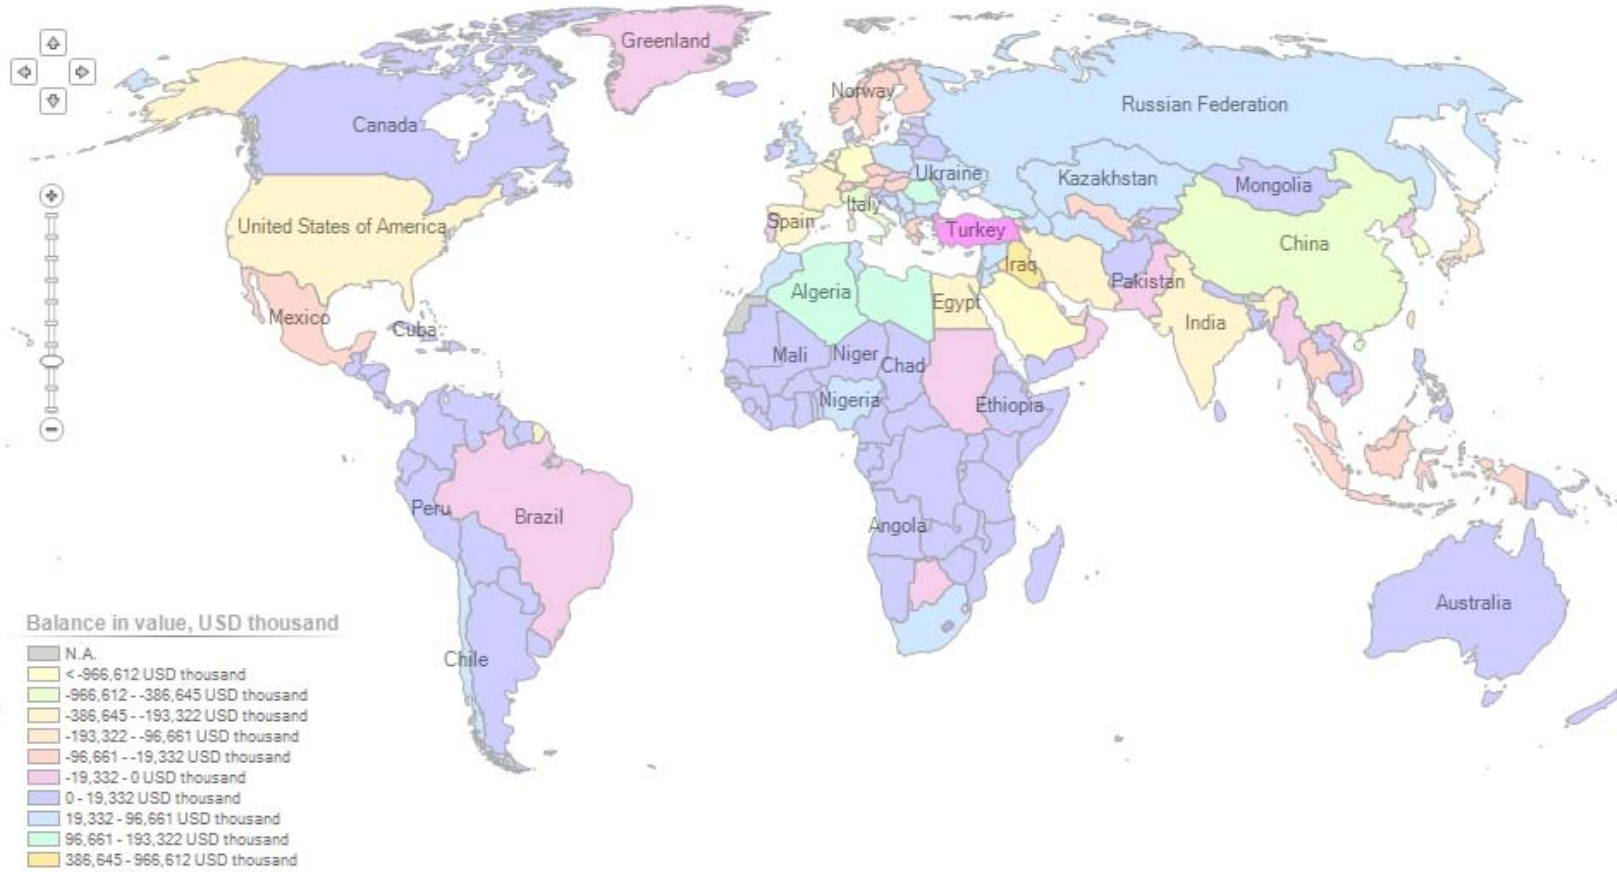 Greenland
Norway
Russian Federation
Canada
Ukraine
Kazakhstan
Mongolia
Italy
Spain
United States of America
Turkey
China
Iraq
Pakistan
Algeria
Egypt
Mexico
India
Cuba
Mali
Niger
Chad
Nigeria
Ethiopia
Peru
Brazil
Angola
Australia
Chile
Balance in value, USD thousand
N.A.
< -966,612 USD thousand
-966,612 - -386,645 USD thousand
-386,645 - -193,322 USD thousand
-193,322 - -96,661 USD thousand
-96,661 - -19,332 USD thousand
-19,332 - 0 USD thousand
0 - 19,332 USD thousand
19,332 - 96,661 USD thousand
96,661 - 193,322 USD thousand
386,645 - 966,612 USD thousand